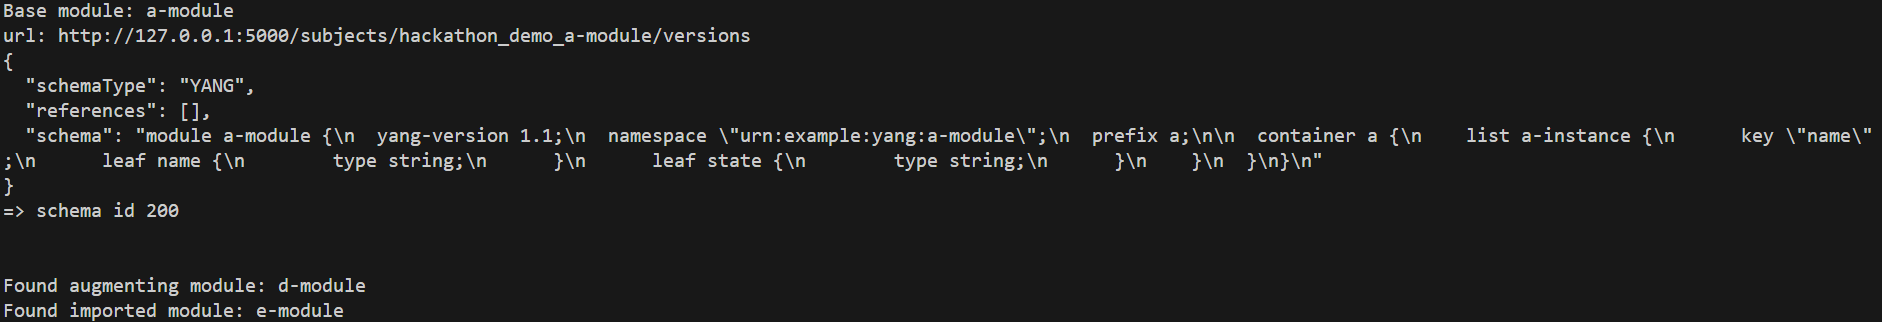 Base module: a-module
url: http://127.0.0.1:5000/subjects/hackathon_demo_a-module/versions
{
  "schemaType": "YANG",
  "references": [],
  "schema": "module a-module {\n  yang-version 1.1;\n  namespace \"urn:example:yang:a-module\";\n  prefix a;\n\n  container a {\n    list a-instance {\n      key \"name\"
;\n      leaf name {\n        type string;\n      }\n      leaf state {\n        type string;\n      }\n    }\n  }\n}\n"
}
=> schema id 200
Found augmenting module: d-module
Found imported module: e-module